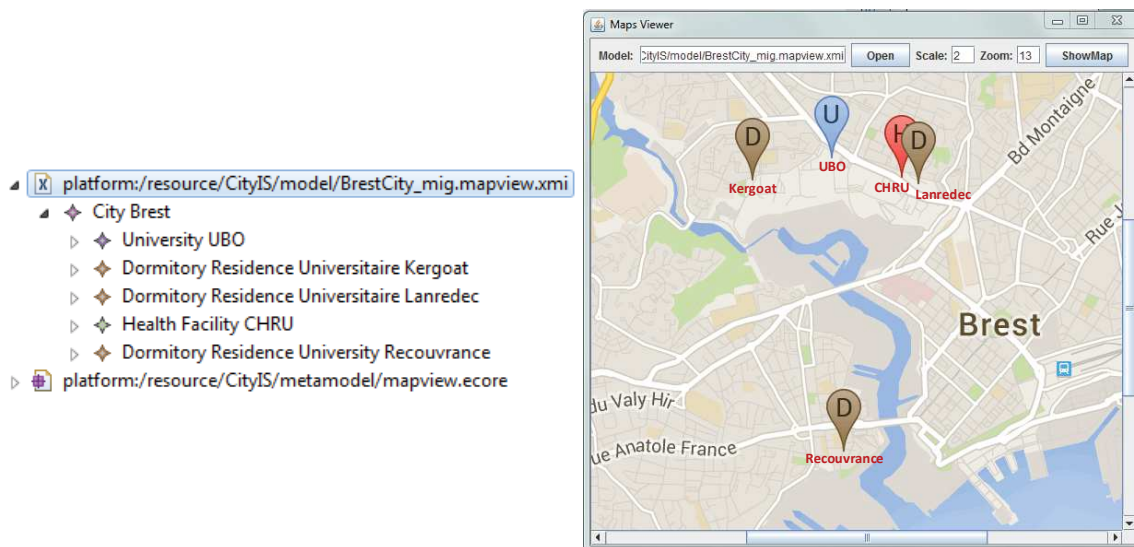 platform:/resource/CityIS/model/BrestCity_mig.mapview.xmi
City Brest
University UBO
Dormitory Residence Universitaire Kergoat
Dormitory Residence Universitaire Lanredec
Health Facility CHRU
Dormitory Residence University Recouvrance
platform:/resource/CityIS/metamodel/mapview.ecore
Maps Viewer
Model: CityIS/model/BrestCity_mig.mapview.xmi Open Scale: 2 Zoom: 13 ShowMap
U
D
H D
Bd Montaigne
UBO
Kergoat
CHRU
Lanredec
Rue J
Brest
D
du Valy Hir
ue Anatole France
Recouvrance